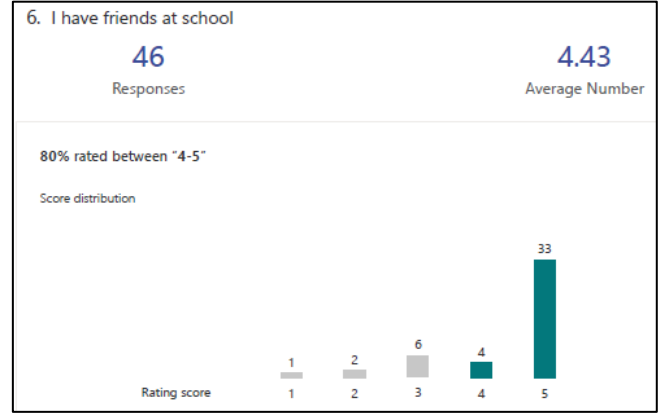 6. I have friends at school
46 4.43
Responses Average Number
80% rated between "4-5"
Score distribution
33
6
4
2
1
Rating score 1 2 3 4 5